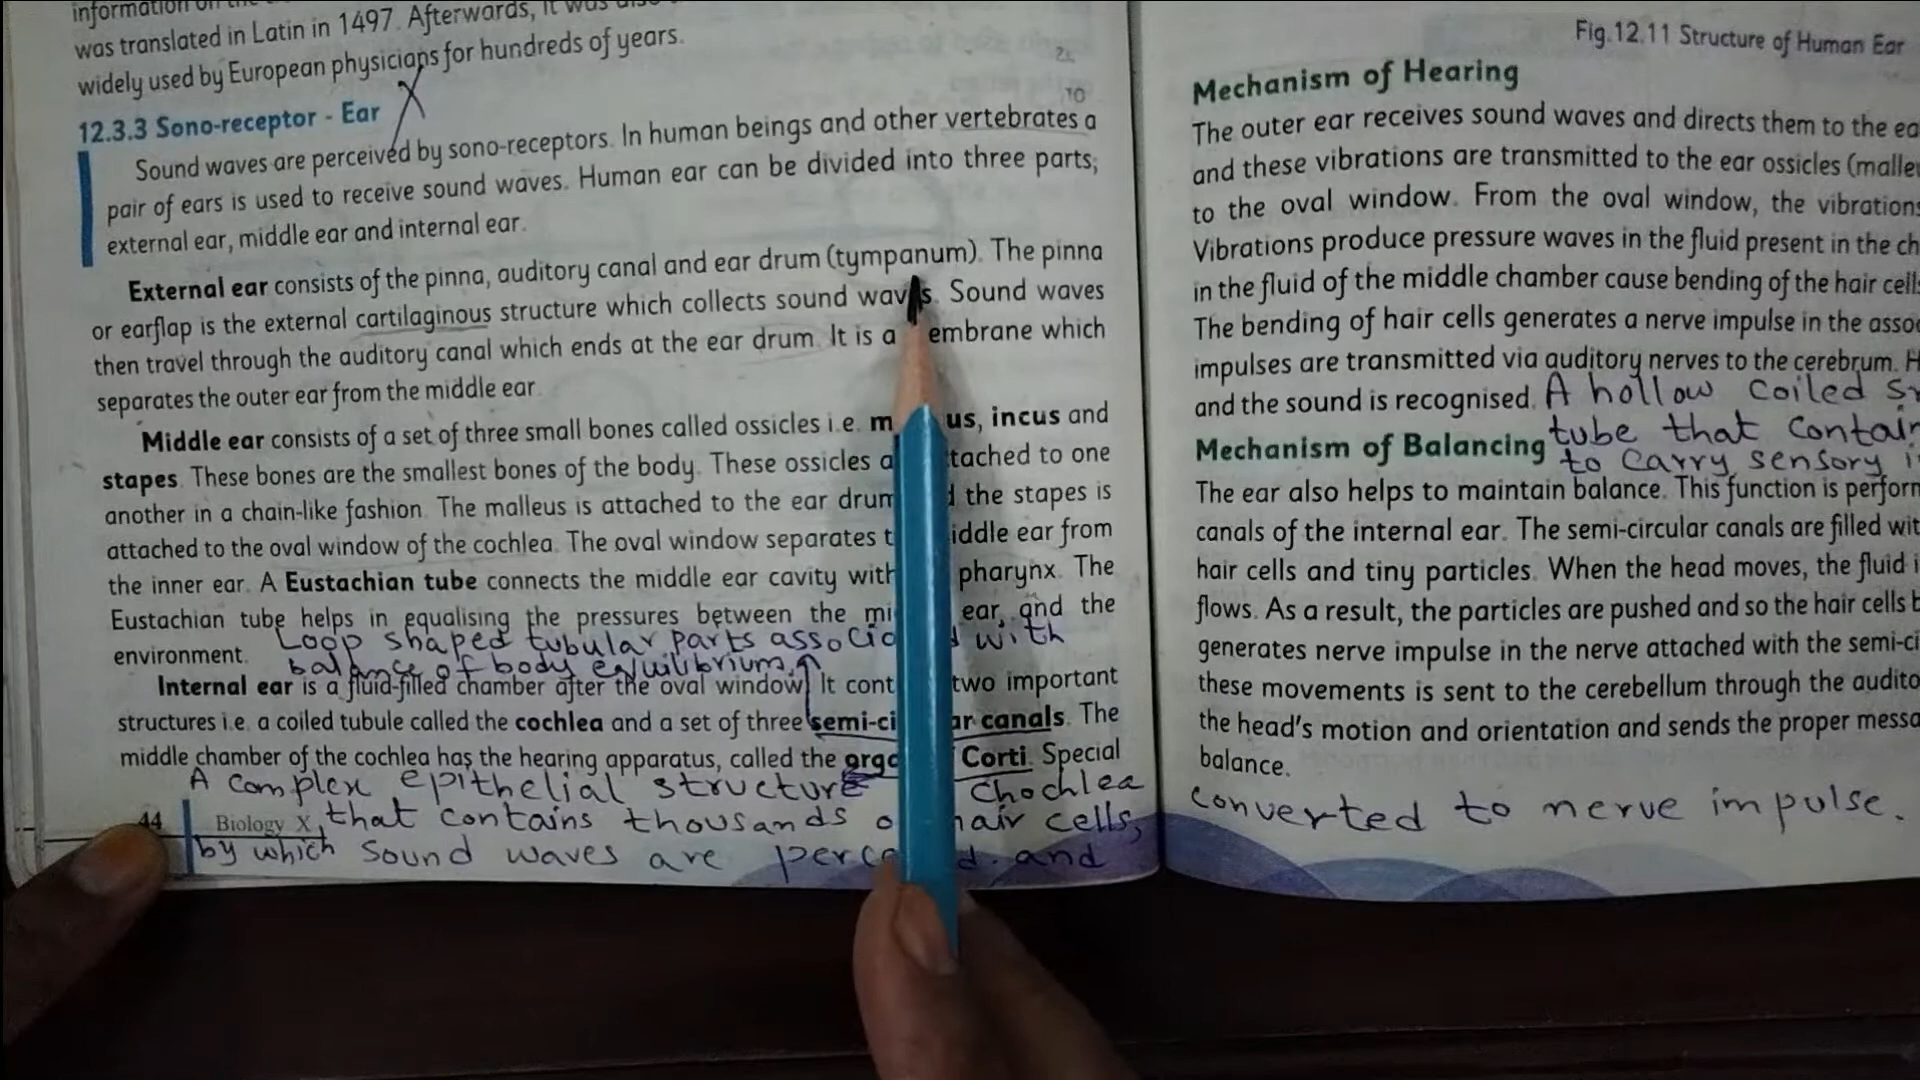 information on the
was translated in Latin in 1497. Afterwards, it was also
widely used by European physicians for hundreds of years.
12.3.3 Sono-receptor - Ear
Sound waves are perceived by sono-receptors. In human beings and other vertebrates a
pair of ears is used to receive sound waves. Human ear can be divided into three parts;
external ear, middle ear and internal ear.
External ear consists of the pinna, auditory canal and ear drum (tympanum). The pinna
or earflap is the external cartilaginous structure which collects sound waves. Sound waves
then travel through the auditory canal which ends at the ear drum. It is a embrane which
separates the outer ear from the middle ear.
Middle ear consists of a set of three small bones called ossicles i.e. m us, incus and
stapes. These bones are the smallest bones of the body. These ossicles a tached to one
another in a chain-like fashion. The malleus is attached to the ear drum the stapes is
attached to the oval window of the cochlea. The oval window separates t iddle ear from
the inner ear. A Eustachian tube connects the middle ear cavity with pharynx. The
Eustachian tube helps in equalising the pressures between the mi ear, and the
environment. Loop shaped tubular parts associa d with
balance of body equilibrium.
Internal ear is a fluid-filled chamber after the oval window. It cont two important
structures i.e. a coiled tubule called the cochlea and a set of three semi-ci ar canals. The
middle chamber of the cochlea has the hearing apparatus, called the orga Corti. Special
A complex epithelial structure Chochlea
44 Biology X, that contains thousands o hair cells,
by which sound waves are perce d. and
Fig.12.11 Structure of Human Ear
Mechanism of Hearing
The outer ear receives sound waves and directs them to the ea
and these vibrations are transmitted to the ear ossicles (malle
to the oval window. From the oval window, the vibrations
Vibrations produce pressure waves in the fluid present in the ch
in the fluid of the middle chamber cause bending of the hair cells
The bending of hair cells generates a nerve impulse in the asso
impulses are transmitted via auditory nerves to the cerebrum. H
and the sound is recognised. A hollow coiled
Mechanism of Balancing tube that contain
to carry sensory
The ear also helps to maintain balance. This function is perform
canals of the internal ear. The semi-circular canals are filled wit
hair cells and tiny particles. When the head moves, the fluid i
flows. As a result, the particles are pushed and so the hair cells b
generates nerve impulse in the nerve attached with the semi-ci
these movements is sent to the cerebellum through the audito
the head's motion and orientation and sends the proper messa
balance.
converted to nerve impulse.